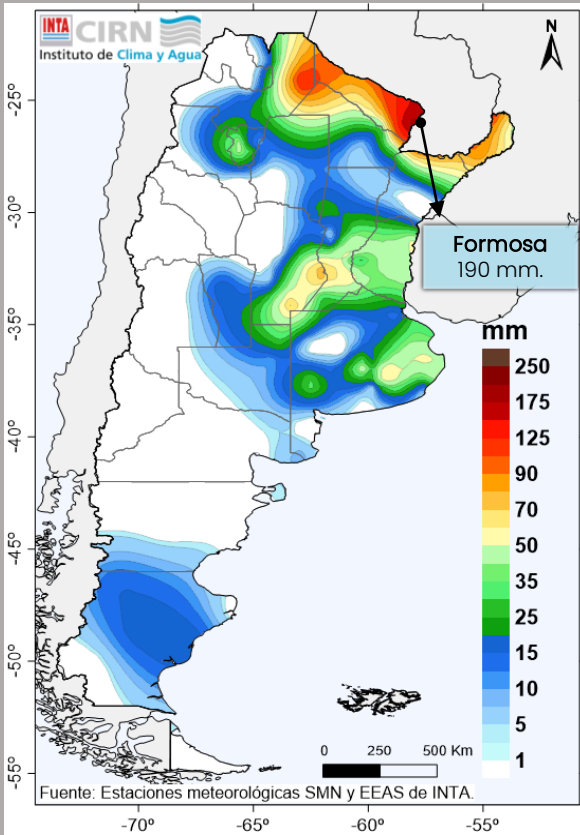 INTA CIRN
Instituto de Clima y Agua
N
-25°
-30°
-35°
-40°
-45°
-50°
-55°
Formosa
190 mm.
mm
250
175
125
90
70
50
35
25
15
10
5
1
0 250 500 Km
Fuente: Estaciones meteorológicas SMN y EEAS de INTA.
-70° -65° -60° -55°